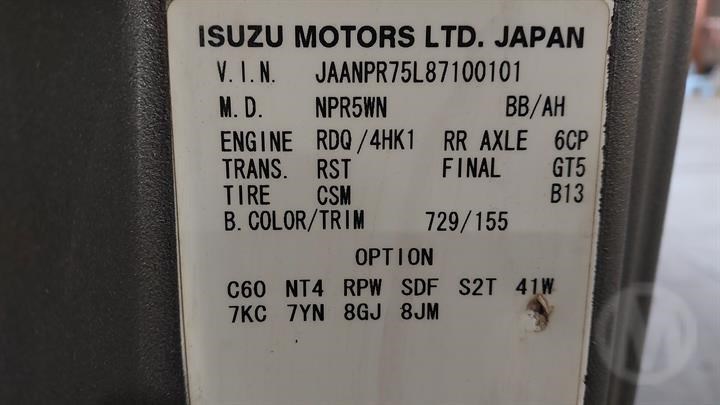 ISUZU MOTORS LTD. JAPAN
V.I.N. JAANPR75L87100101
M.D. NPR5WN BB/AH
ENGINE RDQ/4HK1 RR AXLE 6CP
TRANS. RST FINAL GT5
TIRE CSM B13
B.COLOR/TRIM 729/155
OPTION
C60 NT4 RPW SDF S2T 41W
7KC 7YN 8GJ 8JM
M